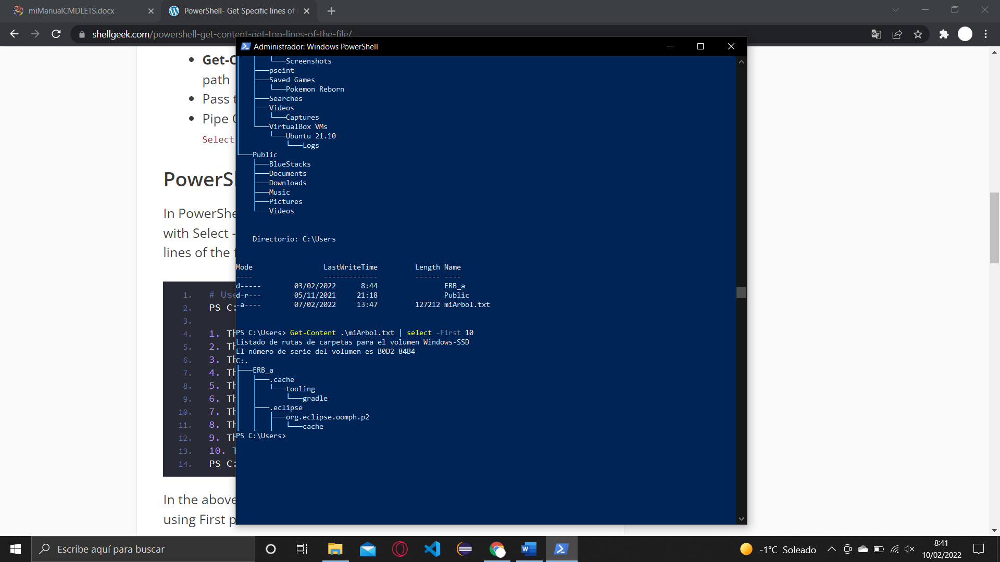 miManualCMDLETS.docx
PowerShell- Get Specific lines of
shellgeek.com/powershell-get-content-get-top-lines-of-the-file/
Get-C
path
Pass t
Pipe
Select
PowerSh
In PowerShe
with Select -
lines of the
1. # Use
2. PS C:
3.
4. 1. Th
5. 2. Th
6. 3. Th
7. 4. Th
8. 5. Th
9. 6. Th
10. 7. Th
11. 8. Th
12. 9. Th
13. 10. T
14. PS C:
In the above
using First p
Administrador: Windows PowerShell
│   │   └───Screenshots
│   ├───pseint
│   ├───Saved Games
│   │   └───Pokemon Reborn
│   ├───Searches
│   ├───Videos
│   │   └───Captures
│   └───VirtualBox VMs
│       └───Ubuntu 21.10
│           └───Logs
└───Public
    ├───BlueStacks
    ├───Documents
    ├───Downloads
    ├───Music
    ├───Pictures
    └───Videos
Directorio: C:\Users
Mode LastWriteTime Length Name
---- ------------- ------ ----
d----- 03/02/2022 8:44 ERB_a
d-r--- 05/11/2021 21:18 Public
-a---- 07/02/2022 13:47 127212 miArbol.txt
PS C:\Users> Get-Content .\miArbol.txt | select -First 10
Listado de rutas de carpetas para el volumen Windows-SSD
El número de serie del volumen es B0D2-84B4
C:.
├───ERB_a
│   ├───.cache
│   │   └───tooling
│   │       └───gradle
│   ├───.eclipse
│   │   ├───org.eclipse.oomph.p2
│   │   │   └───cache
PS C:\Users>
Escribe aquí para buscar
-1°C Soleado
8:41
10/02/2022